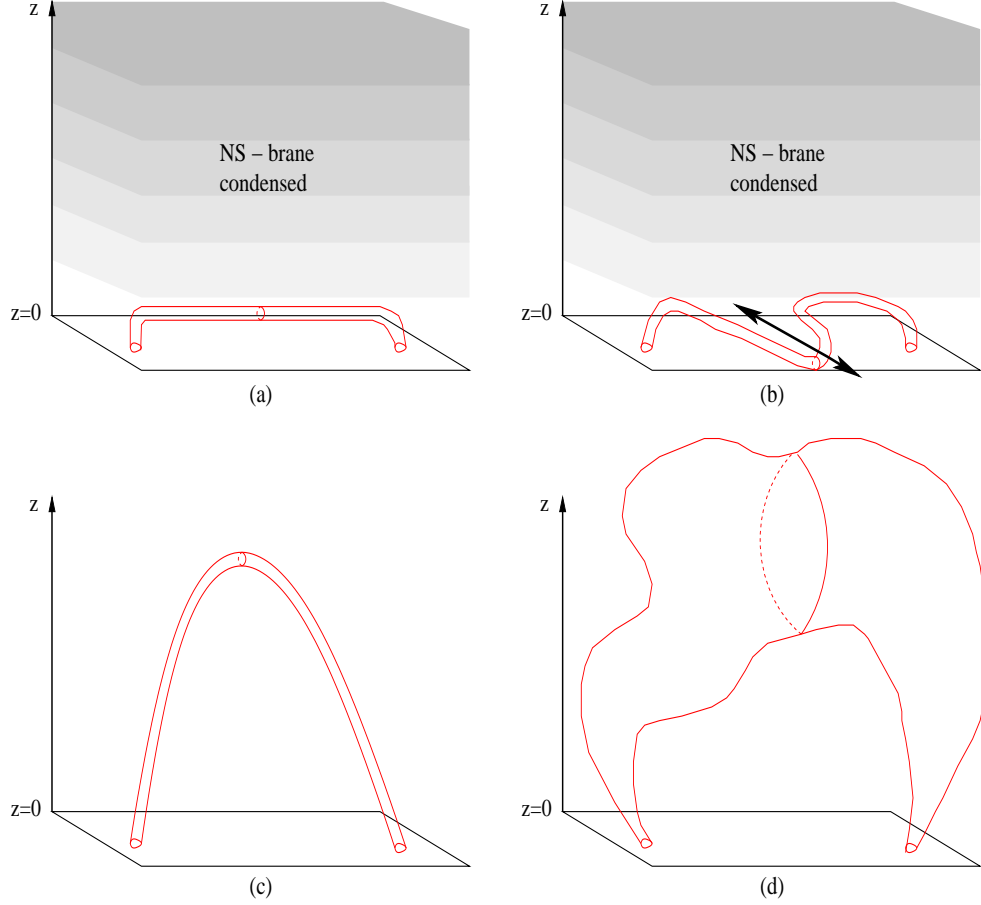 z
NS – brane
condensed
z=0
(a)
z
NS – brane
condensed
z=0
(b)
z
z=0
(c)
z
z=0
(d)